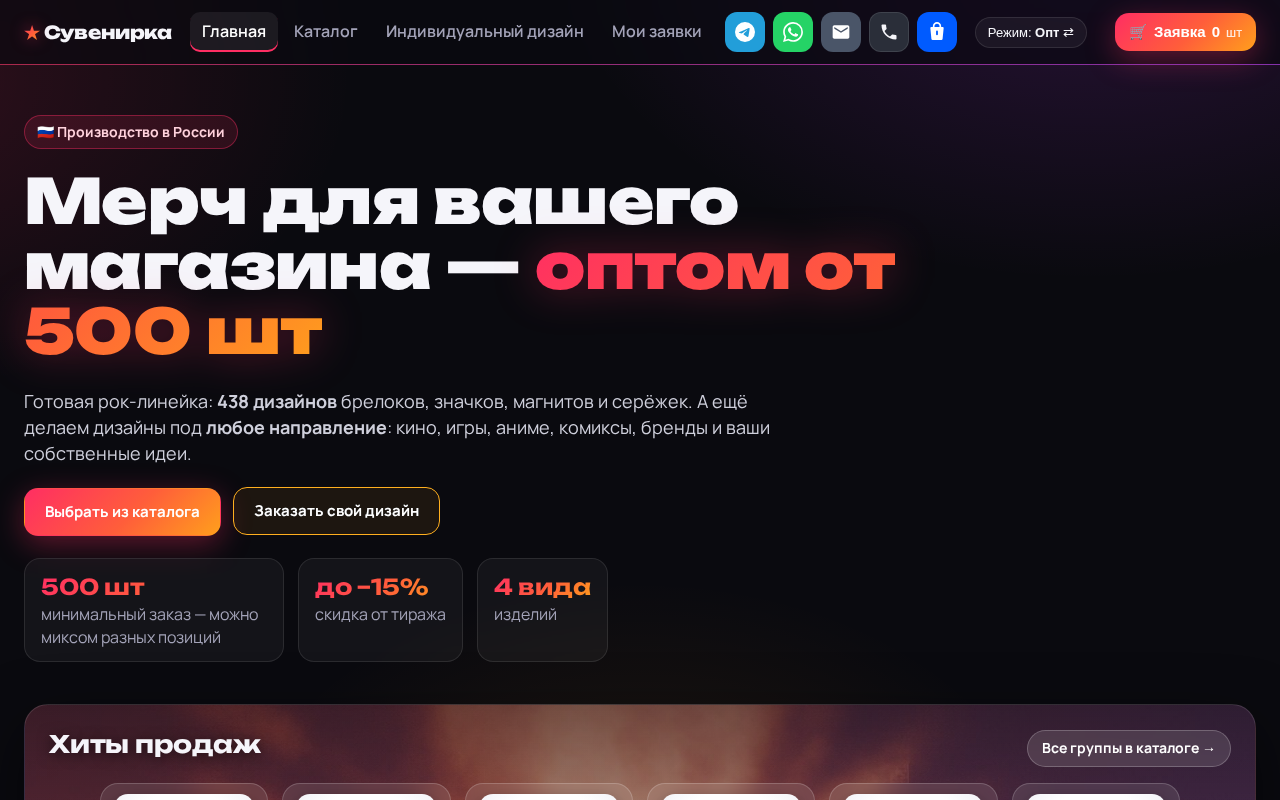 ★ Сувенирка
Главная
Каталог
Индивидуальный дизайн
Мои заявки
Режим: Опт ⇄
🛒 Заявка 0 шт
🇷🇺 Производство в России
Мерч для вашего
магазина — оптом от
500 шт
Готовая рок-линейка: 438 дизайнов брелоков, значков, магнитов и серёжек. А ещё
делаем дизайны под любое направление: кино, игры, аниме, комиксы, бренды и ваши
собственные идеи.
Выбрать из каталога
Заказать свой дизайн
500 шт
минимальный заказ — можно
миксом разных позиций
до −15%
скидка от тиража
4 вида
изделий
Хиты продаж
Все группы в каталоге →